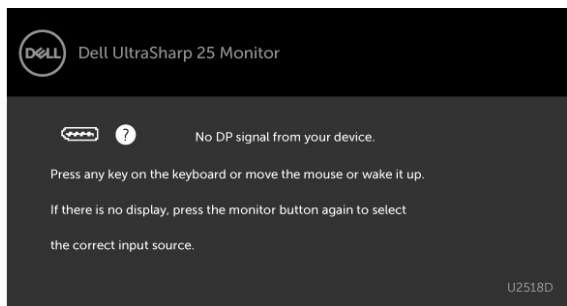 DELL Dell UltraSharp 25 Monitor
? No DP signal from your device.
Press any key on the keyboard or move the mouse or wake it up.
If there is no display, press the monitor button again to select
the correct input source.
U2518D